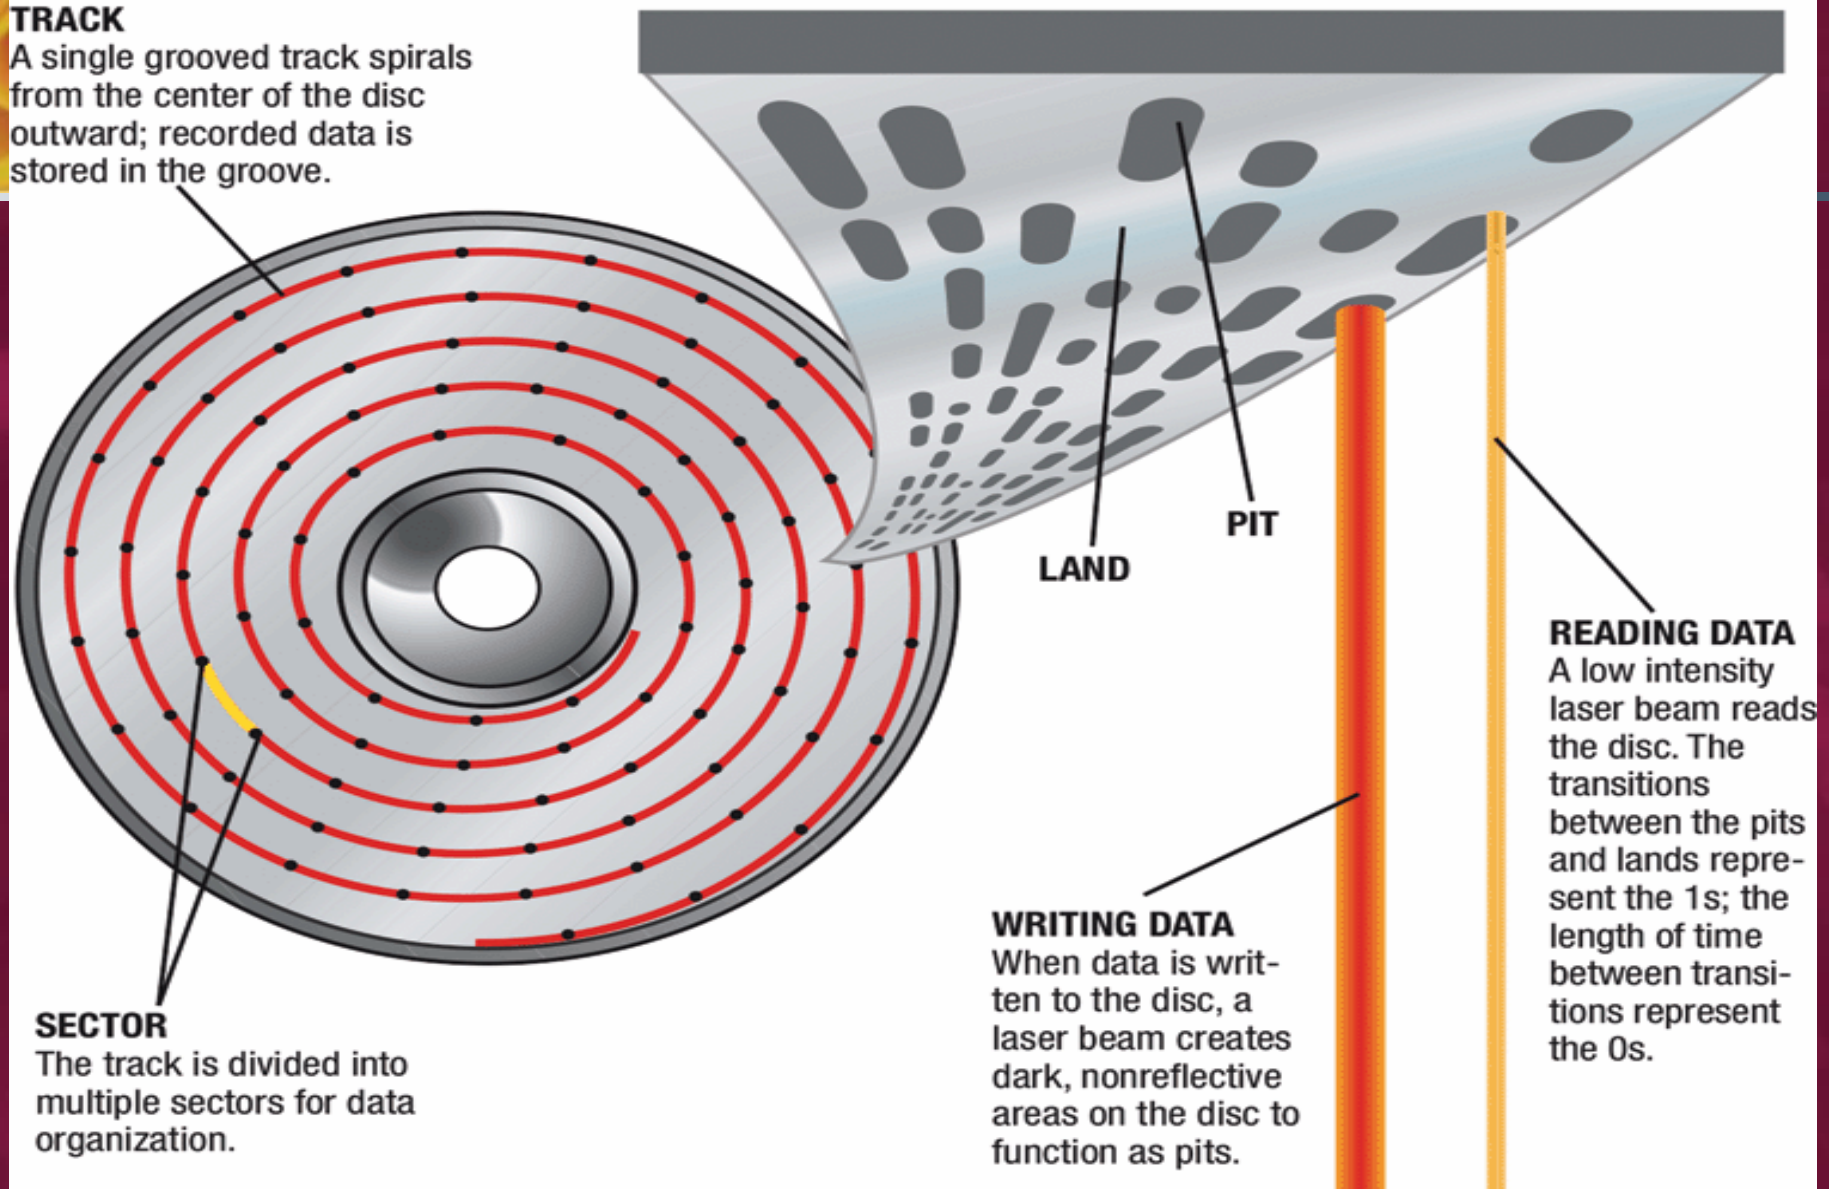 TRACK
A single grooved track spirals
from the center of the disc
outward; recorded data is
stored in the groove.
PIT
LAND
READING DATA
A low intensity
laser beam reads
the disc. The
transitions
between the pits
and lands repre-
sent the 1s; the
length of time
between transi-
tions represent
the 0s.
WRITING DATA
When data is writ-
ten to the disc, a
laser beam creates
dark, nonreflective
areas on the disc to
function as pits.
SECTOR
The track is divided into
multiple sectors for data
organization.